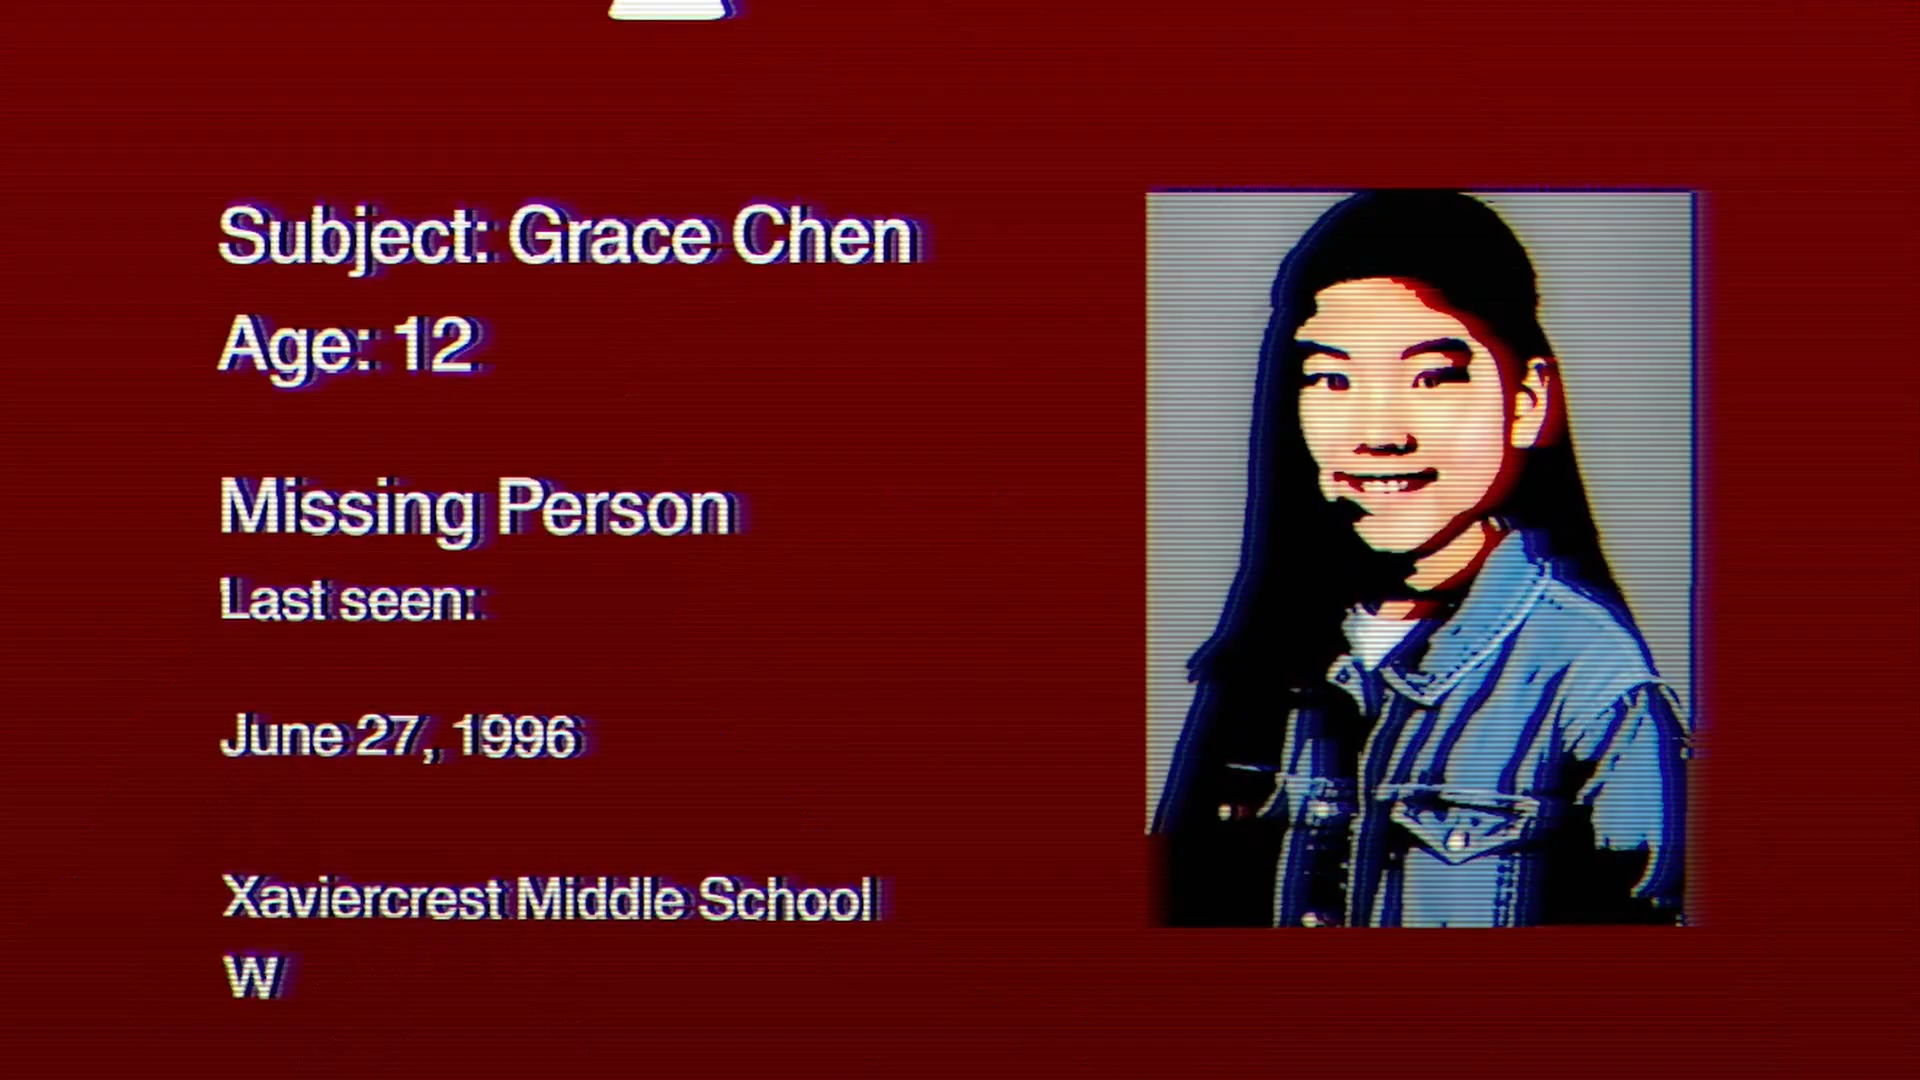 Subject: Grace Chen
Age: 12
Missing Person
Last seen:
June 27, 1996
Xaviercrest Middle School
W